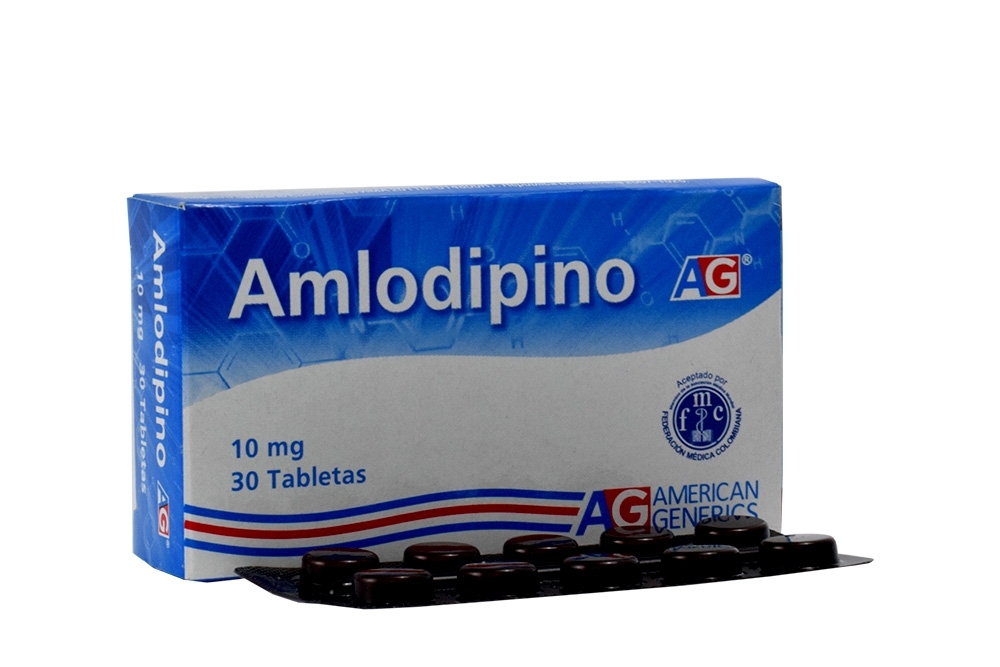 Amlodipino
AG®
10 mg
30 Tabletas
Aceptado por
fmc
FEDERACIÓN MÉDICA COLOMBIANA
AG AMERICAN
GENERICS
Amlodipino
10 mg 30 Tabletas
AG®